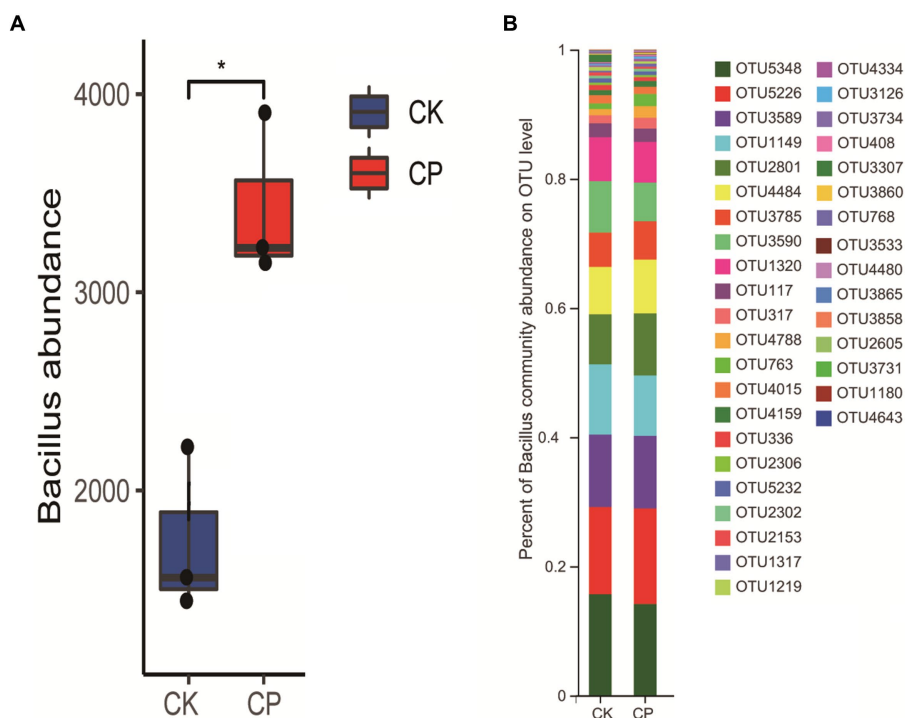 A
Bacillus abundance
4000
3000
2000
*
CK
CP
CK
CP
B
Percent of Bacillus community abundance on OTU level
1
0.8
0.6
0.4
0.2
0
CK
CP
OTU5348
OTU5226
OTU3589
OTU1149
OTU2801
OTU4484
OTU3785
OTU3590
OTU1320
OTU117
OTU317
OTU4788
OTU763
OTU4015
OTU4159
OTU336
OTU2306
OTU5232
OTU2302
OTU2153
OTU1317
OTU1219
OTU4334
OTU3126
OTU3734
OTU408
OTU3307
OTU3860
OTU768
OTU3533
OTU4480
OTU3865
OTU3858
OTU2605
OTU3731
OTU1180
OTU4643